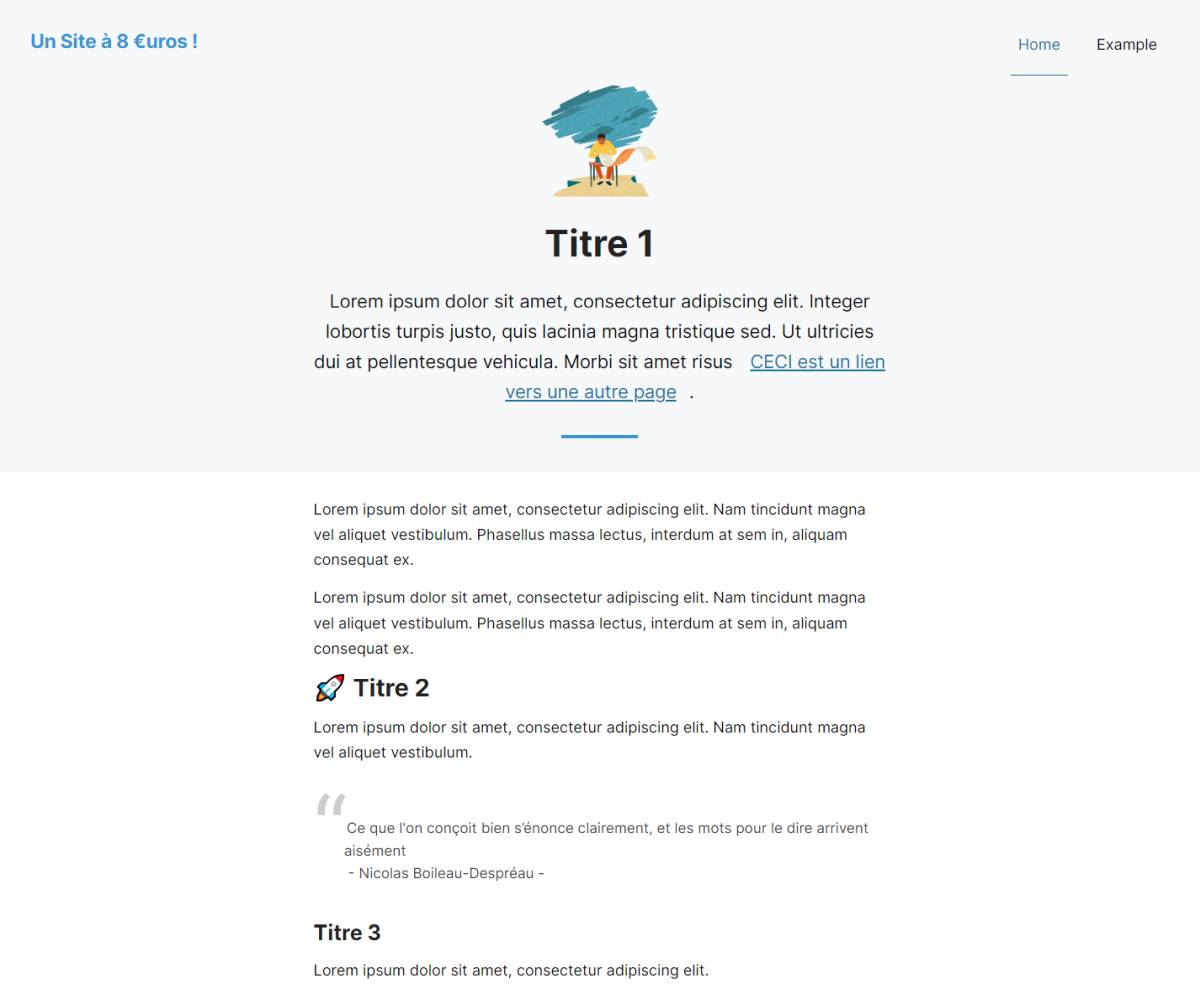 Un Site à 8 €uros !
Home
Example
Titre 1
Lorem ipsum dolor sit amet, consectetur adipiscing elit. Integer
lobortis turpis justo, quis lacinia magna tristique sed. Ut ultricies
dui at pellentesque vehicula. Morbi sit amet risus CECI est un lien
vers une autre page .
Lorem ipsum dolor sit amet, consectetur adipiscing elit. Nam tincidunt magna
vel aliquet vestibulum. Phasellus massa lectus, interdum at sem in, aliquam
consequat ex.
Lorem ipsum dolor sit amet, consectetur adipiscing elit. Nam tincidunt magna
vel aliquet vestibulum. Phasellus massa lectus, interdum at sem in, aliquam
consequat ex.
🚀 Titre 2
Lorem ipsum dolor sit amet, consectetur adipiscing elit. Nam tincidunt magna
vel aliquet vestibulum.
“
Ce que l'on conçoit bien s’énonce clairement, et les mots pour le dire arrivent
aisément
- Nicolas Boileau-Despréau -
Titre 3
Lorem ipsum dolor sit amet, consectetur adipiscing elit.